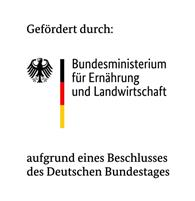 Gefördert durch:
Bundesministerium
für Ernährung
und Landwirtschaft
aufgrund eines Beschlusses
des Deutschen Bundestages